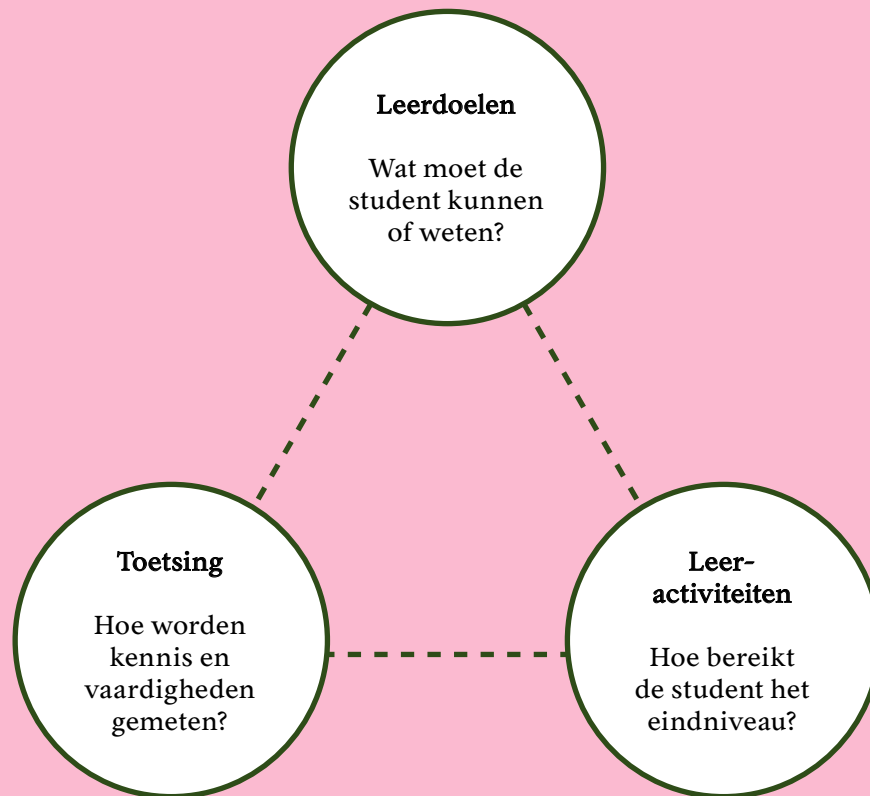 Leerdoelen
Wat moet de
student kunnen
of weten?
Toetsing
Hoe worden
kennis en
vaardigheden
gemeten?
Leer-
activiteiten
Hoe bereikt
de student het
eindniveau?